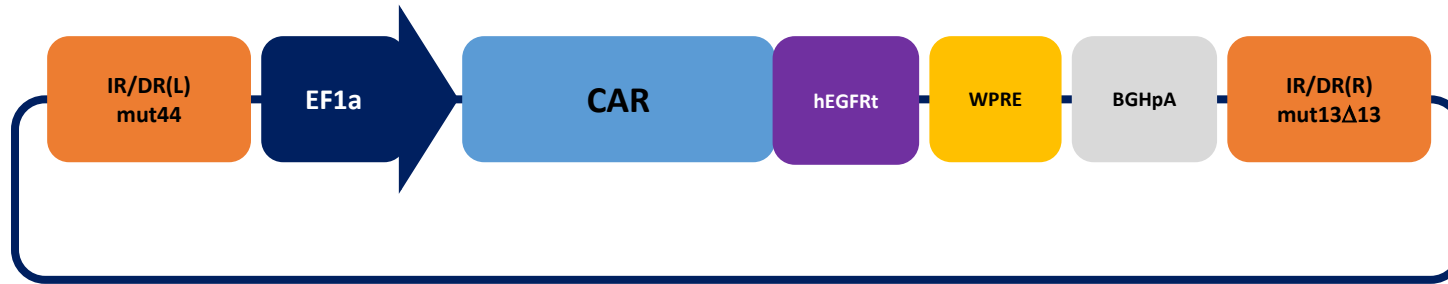 IR/DR(L)
mut44
EF1a
CAR
hEGFRt
WPRE
BGHpA
IR/DR(R)
mut13Δ13